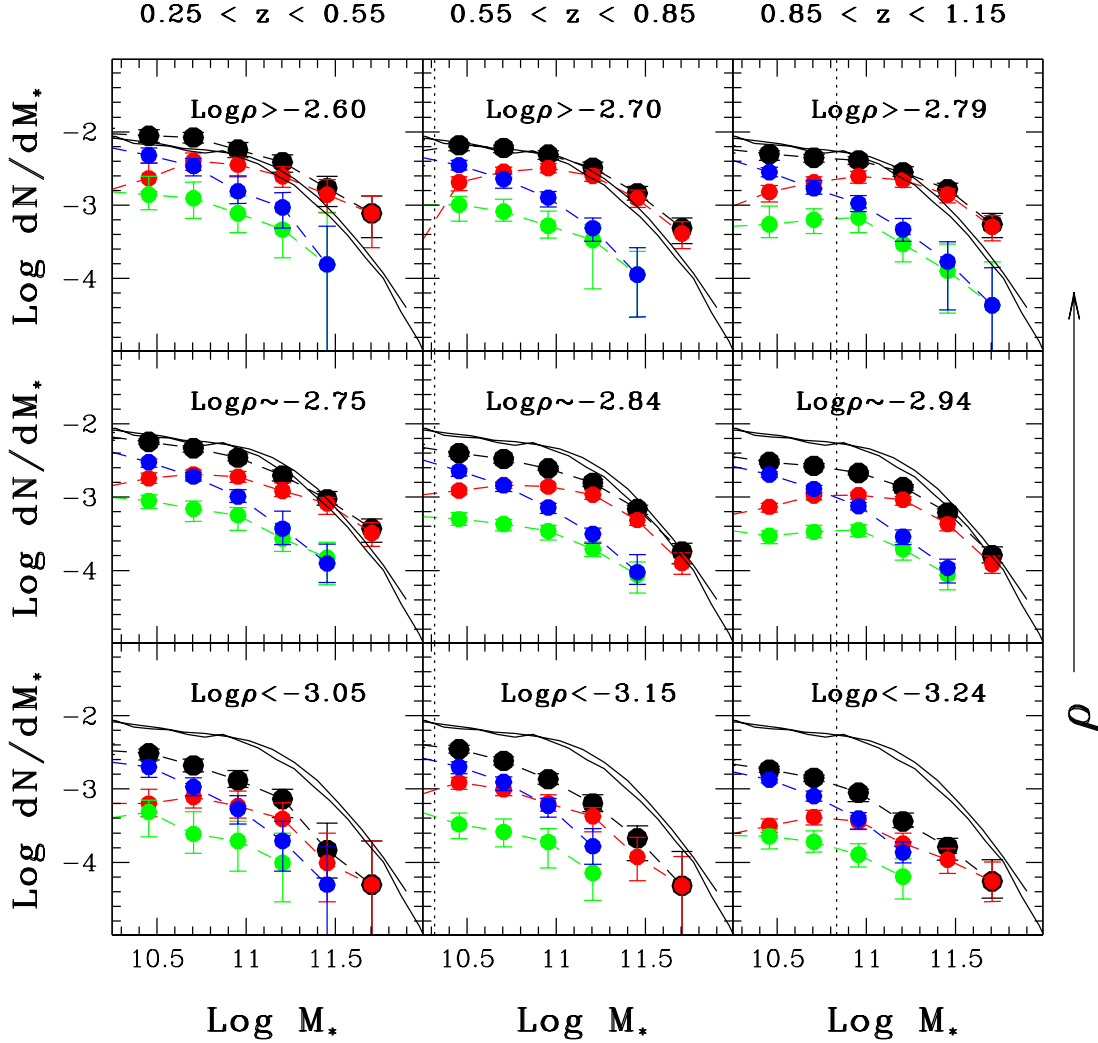 0.25 < z < 0.55 0.55 < z < 0.85 0.85 < z < 1.15
Logρ>−2.60 Logρ>−2.70 Logρ>−2.79
−2
−3
−4
Log dN/dM*
Logρ~−2.75 Logρ~−2.84 Logρ~−2.94
−2
−3
−4
Log dN/dM*
Logρ<−3.05 Logρ<−3.15 Logρ<−3.24
−2
−3
−4
Log dN/dM*
ρ
10.5 11 11.5 10.5 11 11.5 10.5 11 11.5
Log M* Log M* Log M*